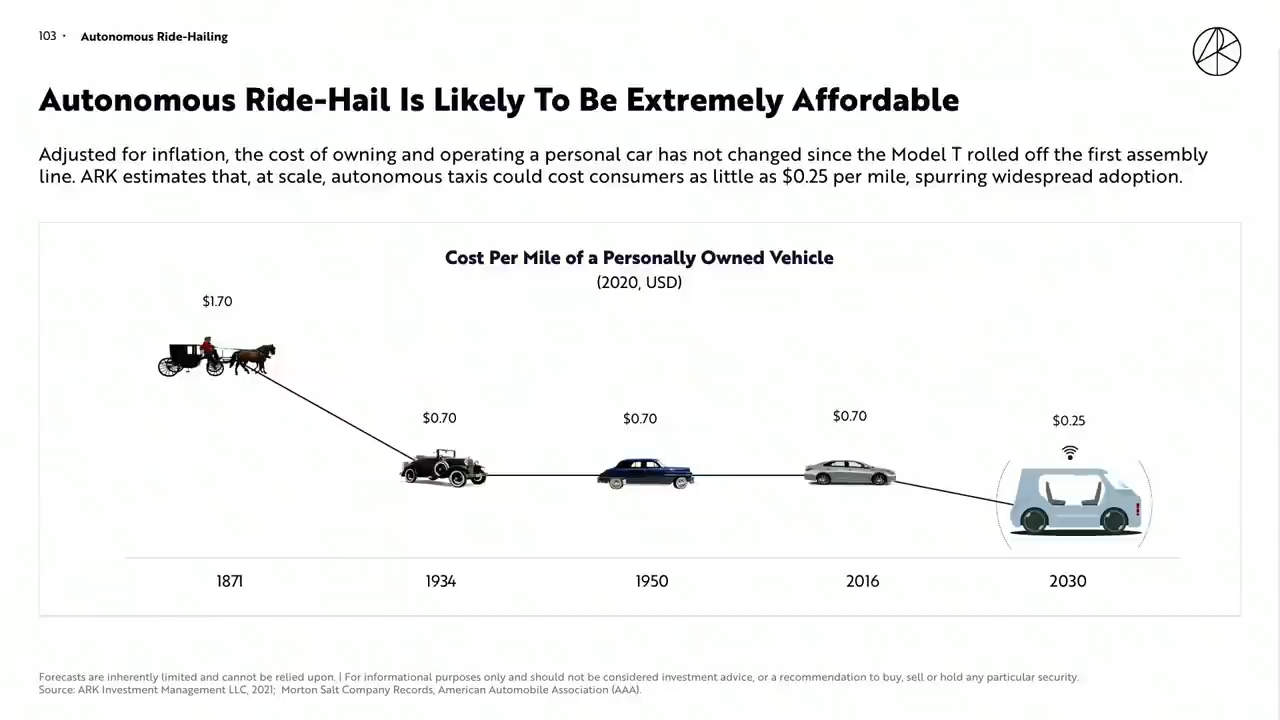 103 · Autonomous Ride-Hailing
Autonomous Ride-Hail Is Likely To Be Extremely Affordable
Adjusted for inflation, the cost of owning and operating a personal car has not changed since the Model T rolled off the first assembly
line. ARK estimates that, at scale, autonomous taxis could cost consumers as little as $0.25 per mile, spurring widespread adoption.
Cost Per Mile of a Personally Owned Vehicle
(2020, USD)
$1.70
$0.70
$0.70
$0.70
$0.25
1871
1934
1950
2016
2030
Forecasts are inherently limited and cannot be relied upon. | For informational purposes only and should not be considered investment advice, or a recommendation to buy, sell or hold any particular security.
Source: ARK Investment Management LLC, 2021; Morton Salt Company Records, American Automobile Association (AAA).